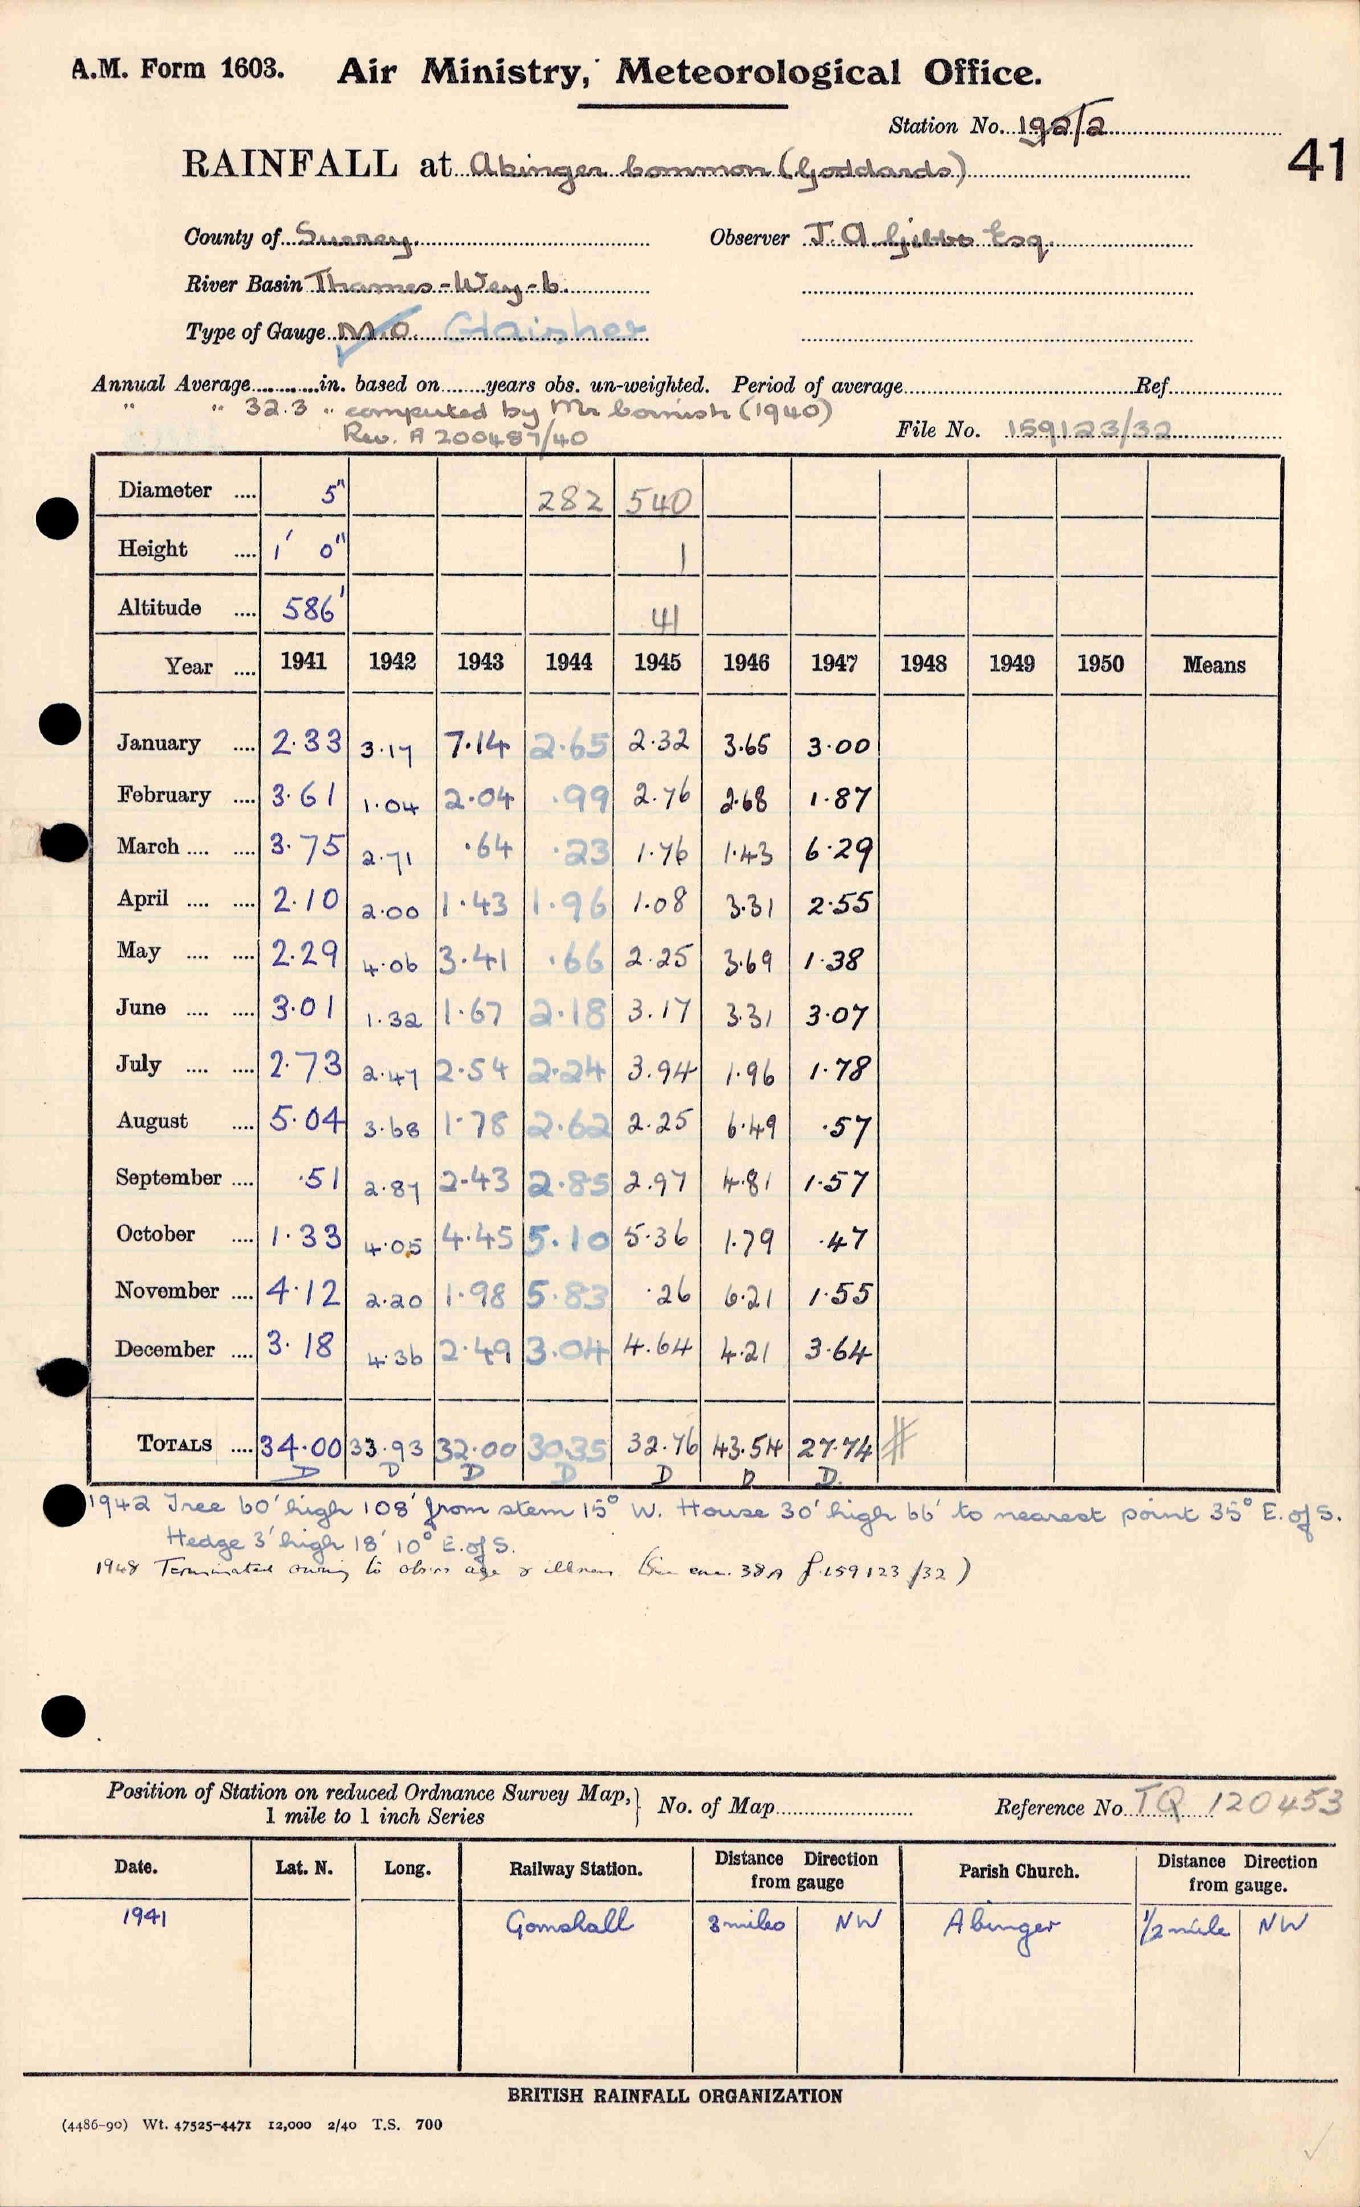 A.M. Form 1603. Air Ministry, Meteorological Office.
Station No. 192/2
41
RAINFALL at Abinger Common (Goddards)
County of Surrey. Observer J. A. Gibbs Esq.
River Basin Thames - Wey - b.
Type of Gauge M.O. Glaisher
Annual Average..........in. based on.......years obs. un-weighted. Period of average..........Ref..........
" " 32.3 " computed by Mr Cornish (1940)
Rev. A 200487/40
File No. 159123/32
Diameter .... 5" 282 540
Height .... 1' 0" 1
Altitude .... 586' 41
Year .... 1941 1942 1943 1944 1945 1946 1947 1948 1949 1950 Means
January .... 2.33 3.17 7.14 2.65 2.32 3.65 3.00
February .... 3.61 1.04 2.04 .99 2.76 2.68 1.87
March .... .... 3.75 2.71 .64 .23 1.76 1.43 6.29
April .... .... 2.10 2.00 1.43 1.96 1.08 3.31 2.55
May .... .... 2.29 4.06 3.41 .66 2.25 3.69 1.38
June .... .... 3.01 1.32 1.67 2.18 3.17 3.31 3.07
July .... .... 2.73 2.47 2.54 2.24 3.94 1.96 1.78
August .... 5.04 3.68 1.78 2.62 2.25 6.49 .57
September .... .51 2.87 2.43 2.85 2.97 4.81 1.57
October .... 1.33 4.05 4.45 5.10 5.36 1.79 .47
November .... 4.12 2.20 1.98 5.83 .26 6.21 1.55
December .... 3.18 4.36 2.49 3.04 4.64 4.21 3.64
TOTALS .... 34.00 33.93 32.00 30.35 32.76 43.54 27.74 #
D D D D D D D.
1942 Tree 60' high 108' from stem 15° W. House 30' high 66' to nearest point 35° E. of S.
Hedge 3' high 18' 10° E. of S.
1948 Terminated owing to obsrs age & illness (See enc. 38A f.159123/32)
Position of Station on reduced Ordnance Survey Map,
1 mile to 1 inch Series
No. of Map.......... Reference No. TQ 120453
Date. Lat. N. Long. Railway Station. Distance Direction from gauge Parish Church. Distance Direction from gauge.
1941 Gomshall 3 miles NW Abinger 1/2 mile NW
BRITISH RAINFALL ORGANIZATION
(4486-90) Wt. 47525-4471 12,000 2/40 T.S. 700